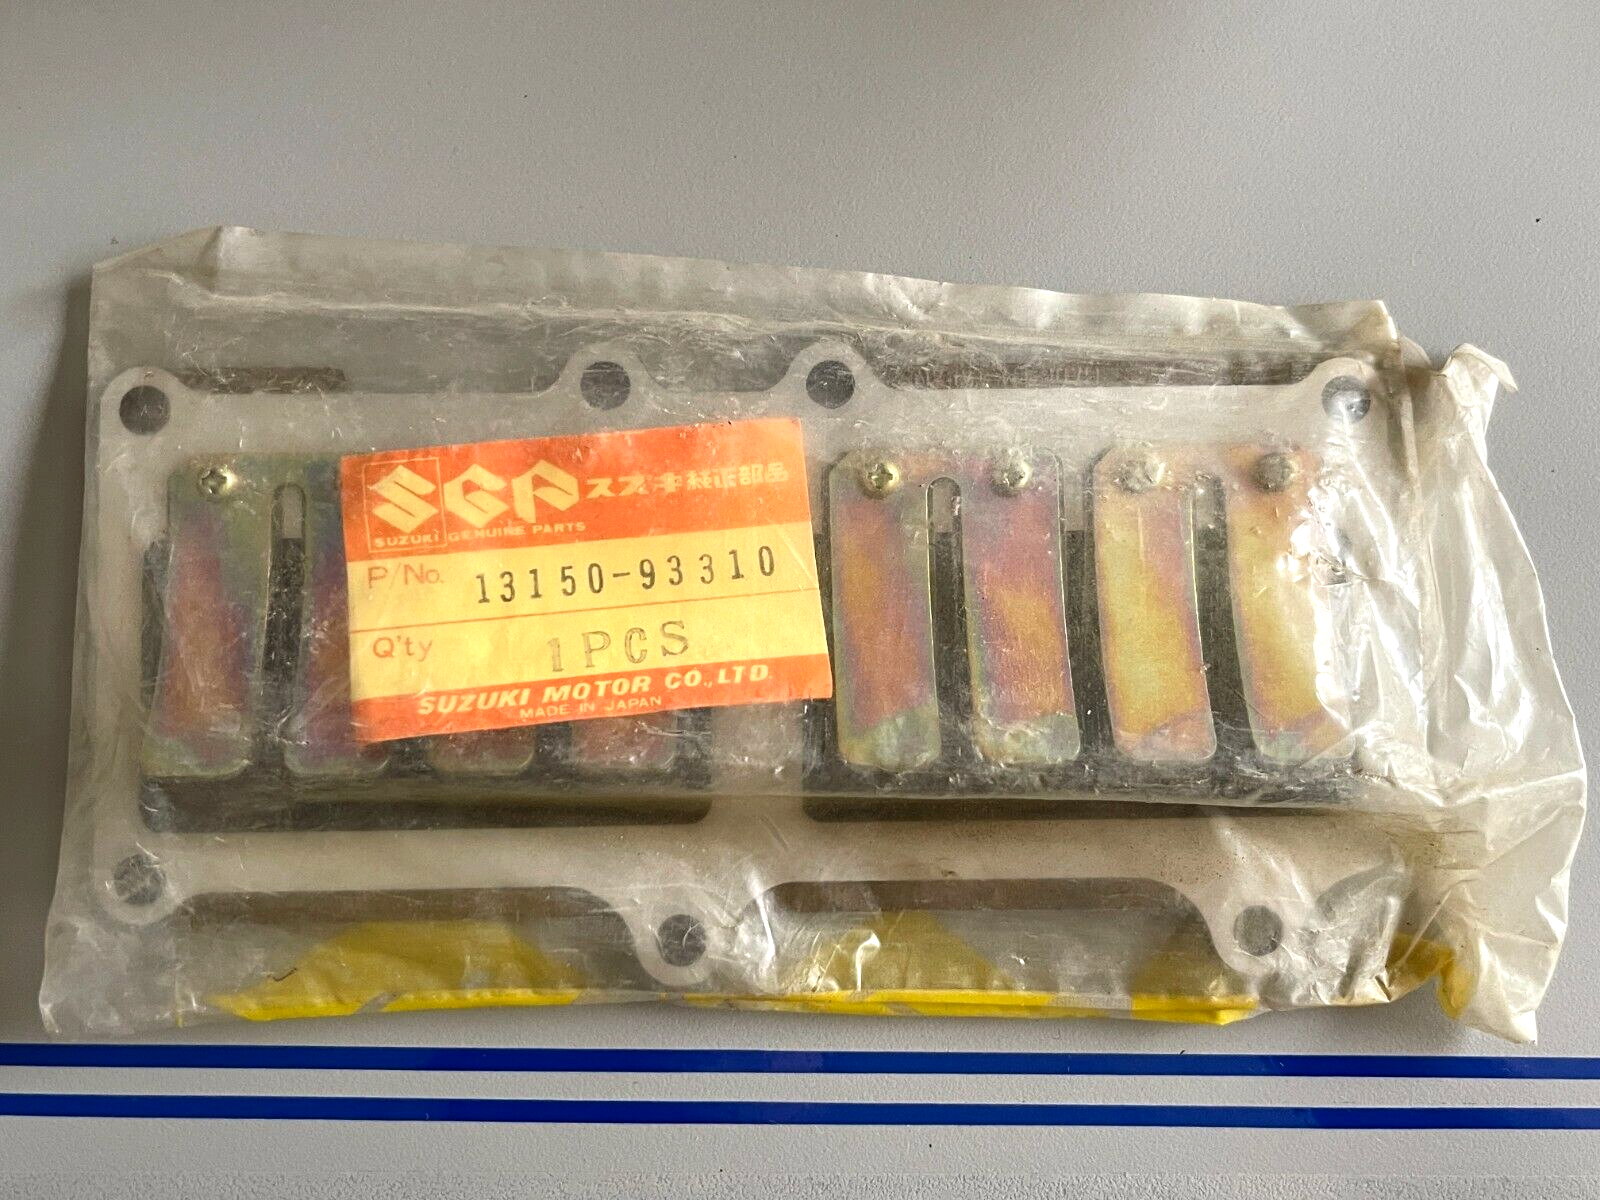 SGP スズキ純正部品
SUZUKI GENUINE PARTS
P/No. 13150-93310
Q'ty 1PCS
SUZUKI MOTOR CO.,LTD.
MADE IN JAPAN